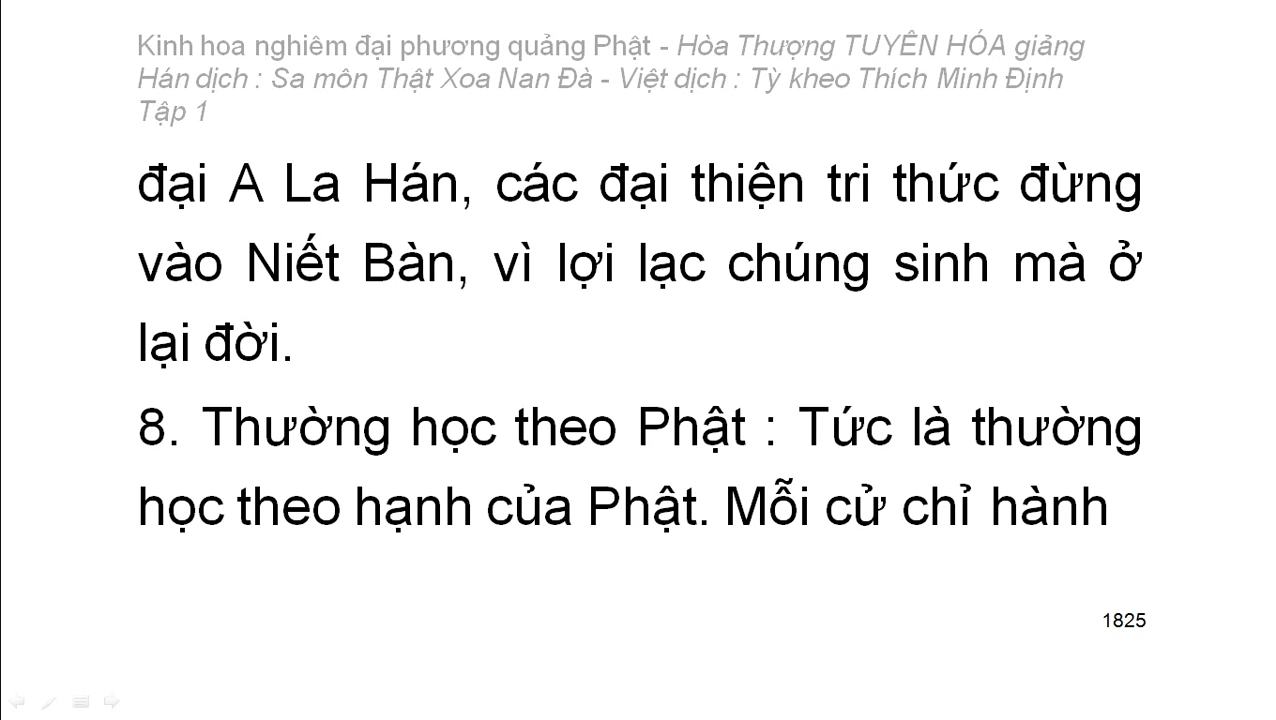 Kinh hoa nghiêm đại phương quảng Phật - Hòa Thượng TUYÊN HÓA giảng
Hán dịch : Sa môn Thật Xoa Nan Đà - Việt dịch : Tỳ kheo Thích Minh Định
Tập 1
đại A La Hán, các đại thiện tri thức đừng
vào Niết Bàn, vì lợi lạc chúng sinh mà ở
lại đời.
8. Thường học theo Phật : Tức là thường
học theo hạnh của Phật. Mỗi cử chỉ hành
1825